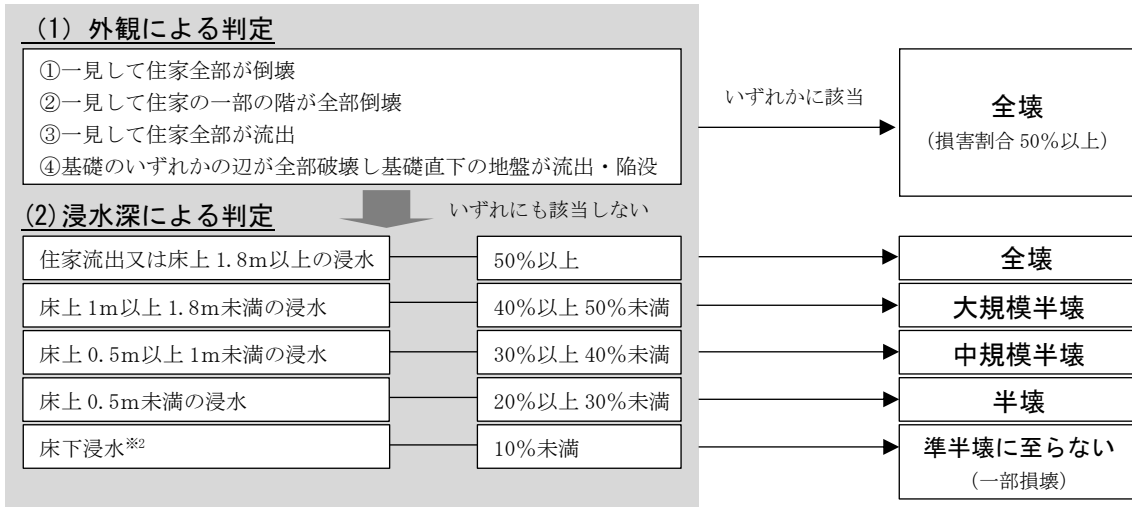 (1) 外観による判定
①一見して住家全部が倒壊
②一見して住家の一部の階が全部倒壊
③一見して住家全部が流出
④基礎のいずれかの辺が全部破壊し基礎直下の地盤が流出・陥没
いずれかに該当
全壊
(損害割合 50%以上)
いずれにも該当しない
(2)浸水深による判定
住家流出又は床上 1.8m以上の浸水
50%以上
全壊
床上 1m以上 1.8m未満の浸水
40%以上 50%未満
大規模半壊
床上 0.5m以上 1m未満の浸水
30%以上 40%未満
中規模半壊
床上 0.5m未満の浸水
20%以上 30%未満
半壊
床下浸水※2
10%未満
準半壊に至らない
(一部損壊)